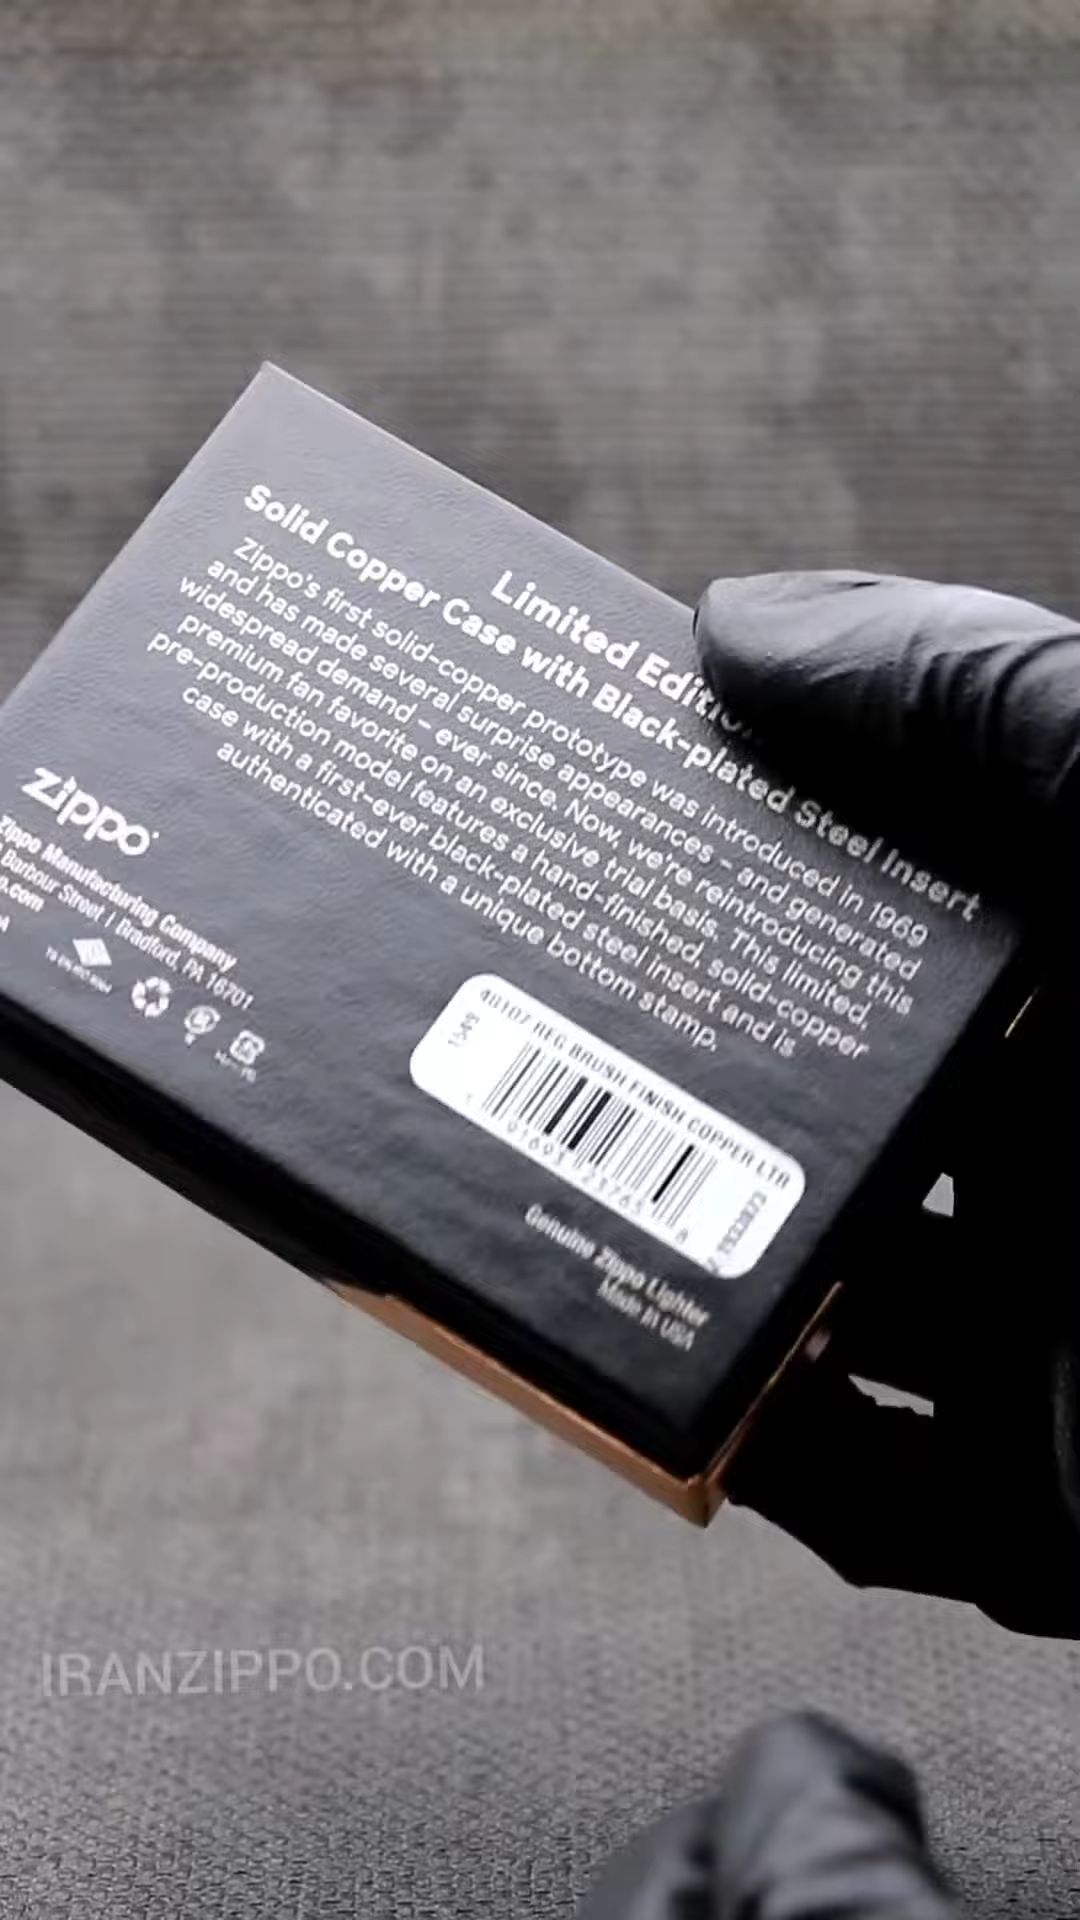 Limited Edition
Solid Copper Case with Black-plated Steel Insert
Zippo's first solid-copper prototype was introduced in 1969
and has made several surprise appearances – and generated
widespread demand – ever since. Now, we're reintroducing this
premium fan favorite on an exclusive trial basis. This limited,
pre-production model features a hand-finished, solid-copper
case with a first-ever black-plated steel insert and is
authenticated with a unique bottom stamp.
Zippo
Zippo Manufacturing Company
Barbour Street / Bradford, PA 16701
48107 REG BRUSH FINISH COPPER LTR
Genuine Zippo Lighter
Made in USA
IRANZIPPO.COM